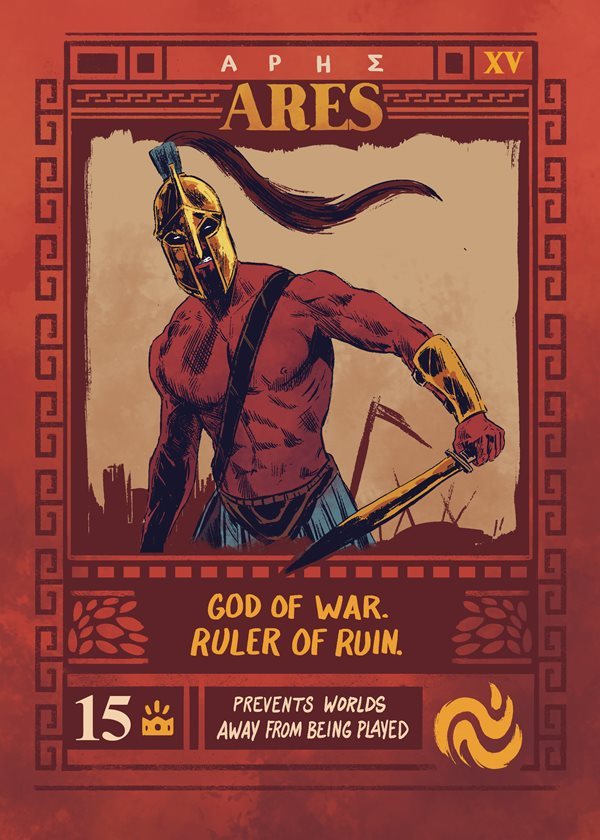 ΑΡΗΣ
XV
ARES
GOD OF WAR.
RULER OF RUIN.
15
PREVENTS WORLDS
AWAY FROM BEING PLAYED